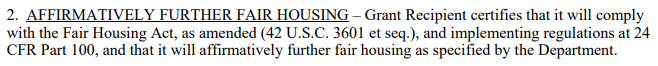 2. AFFIRMATIVELY FURTHER FAIR HOUSING – Grant Recipient certifies that it will comply
with the Fair Housing Act, as amended (42 U.S.C. 3601 et seq.), and implementing regulations at 24
CFR Part 100, and that it will affirmatively further fair housing as specified by the Department.